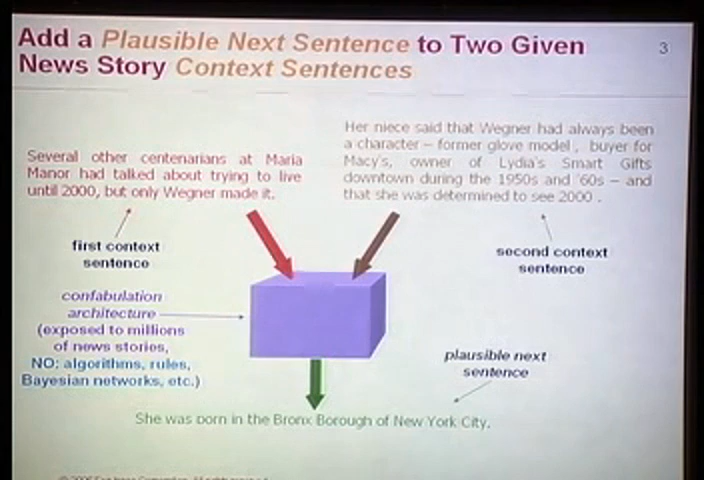 Add a Plausible Next Sentence to Two Given
News Story Context Sentences
3
Several other centenarians at Maria
Manor had talked about trying to live
until 2000, but only Wegner made it.
Her niece said that Wegner had always been
a character – former glove model , buyer for
Macy's, owner of Lydia's Smart Gifts
downtown during the 1950s and '60s – and
that she was determined to see 2000 .
first context
sentence
second context
sentence
confabulation
architecture
(exposed to millions
of news stories,
NO: algorithms, rules,
Bayesian networks, etc.)
plausible next
sentence
She was born in the Bronx Borough of New York City.